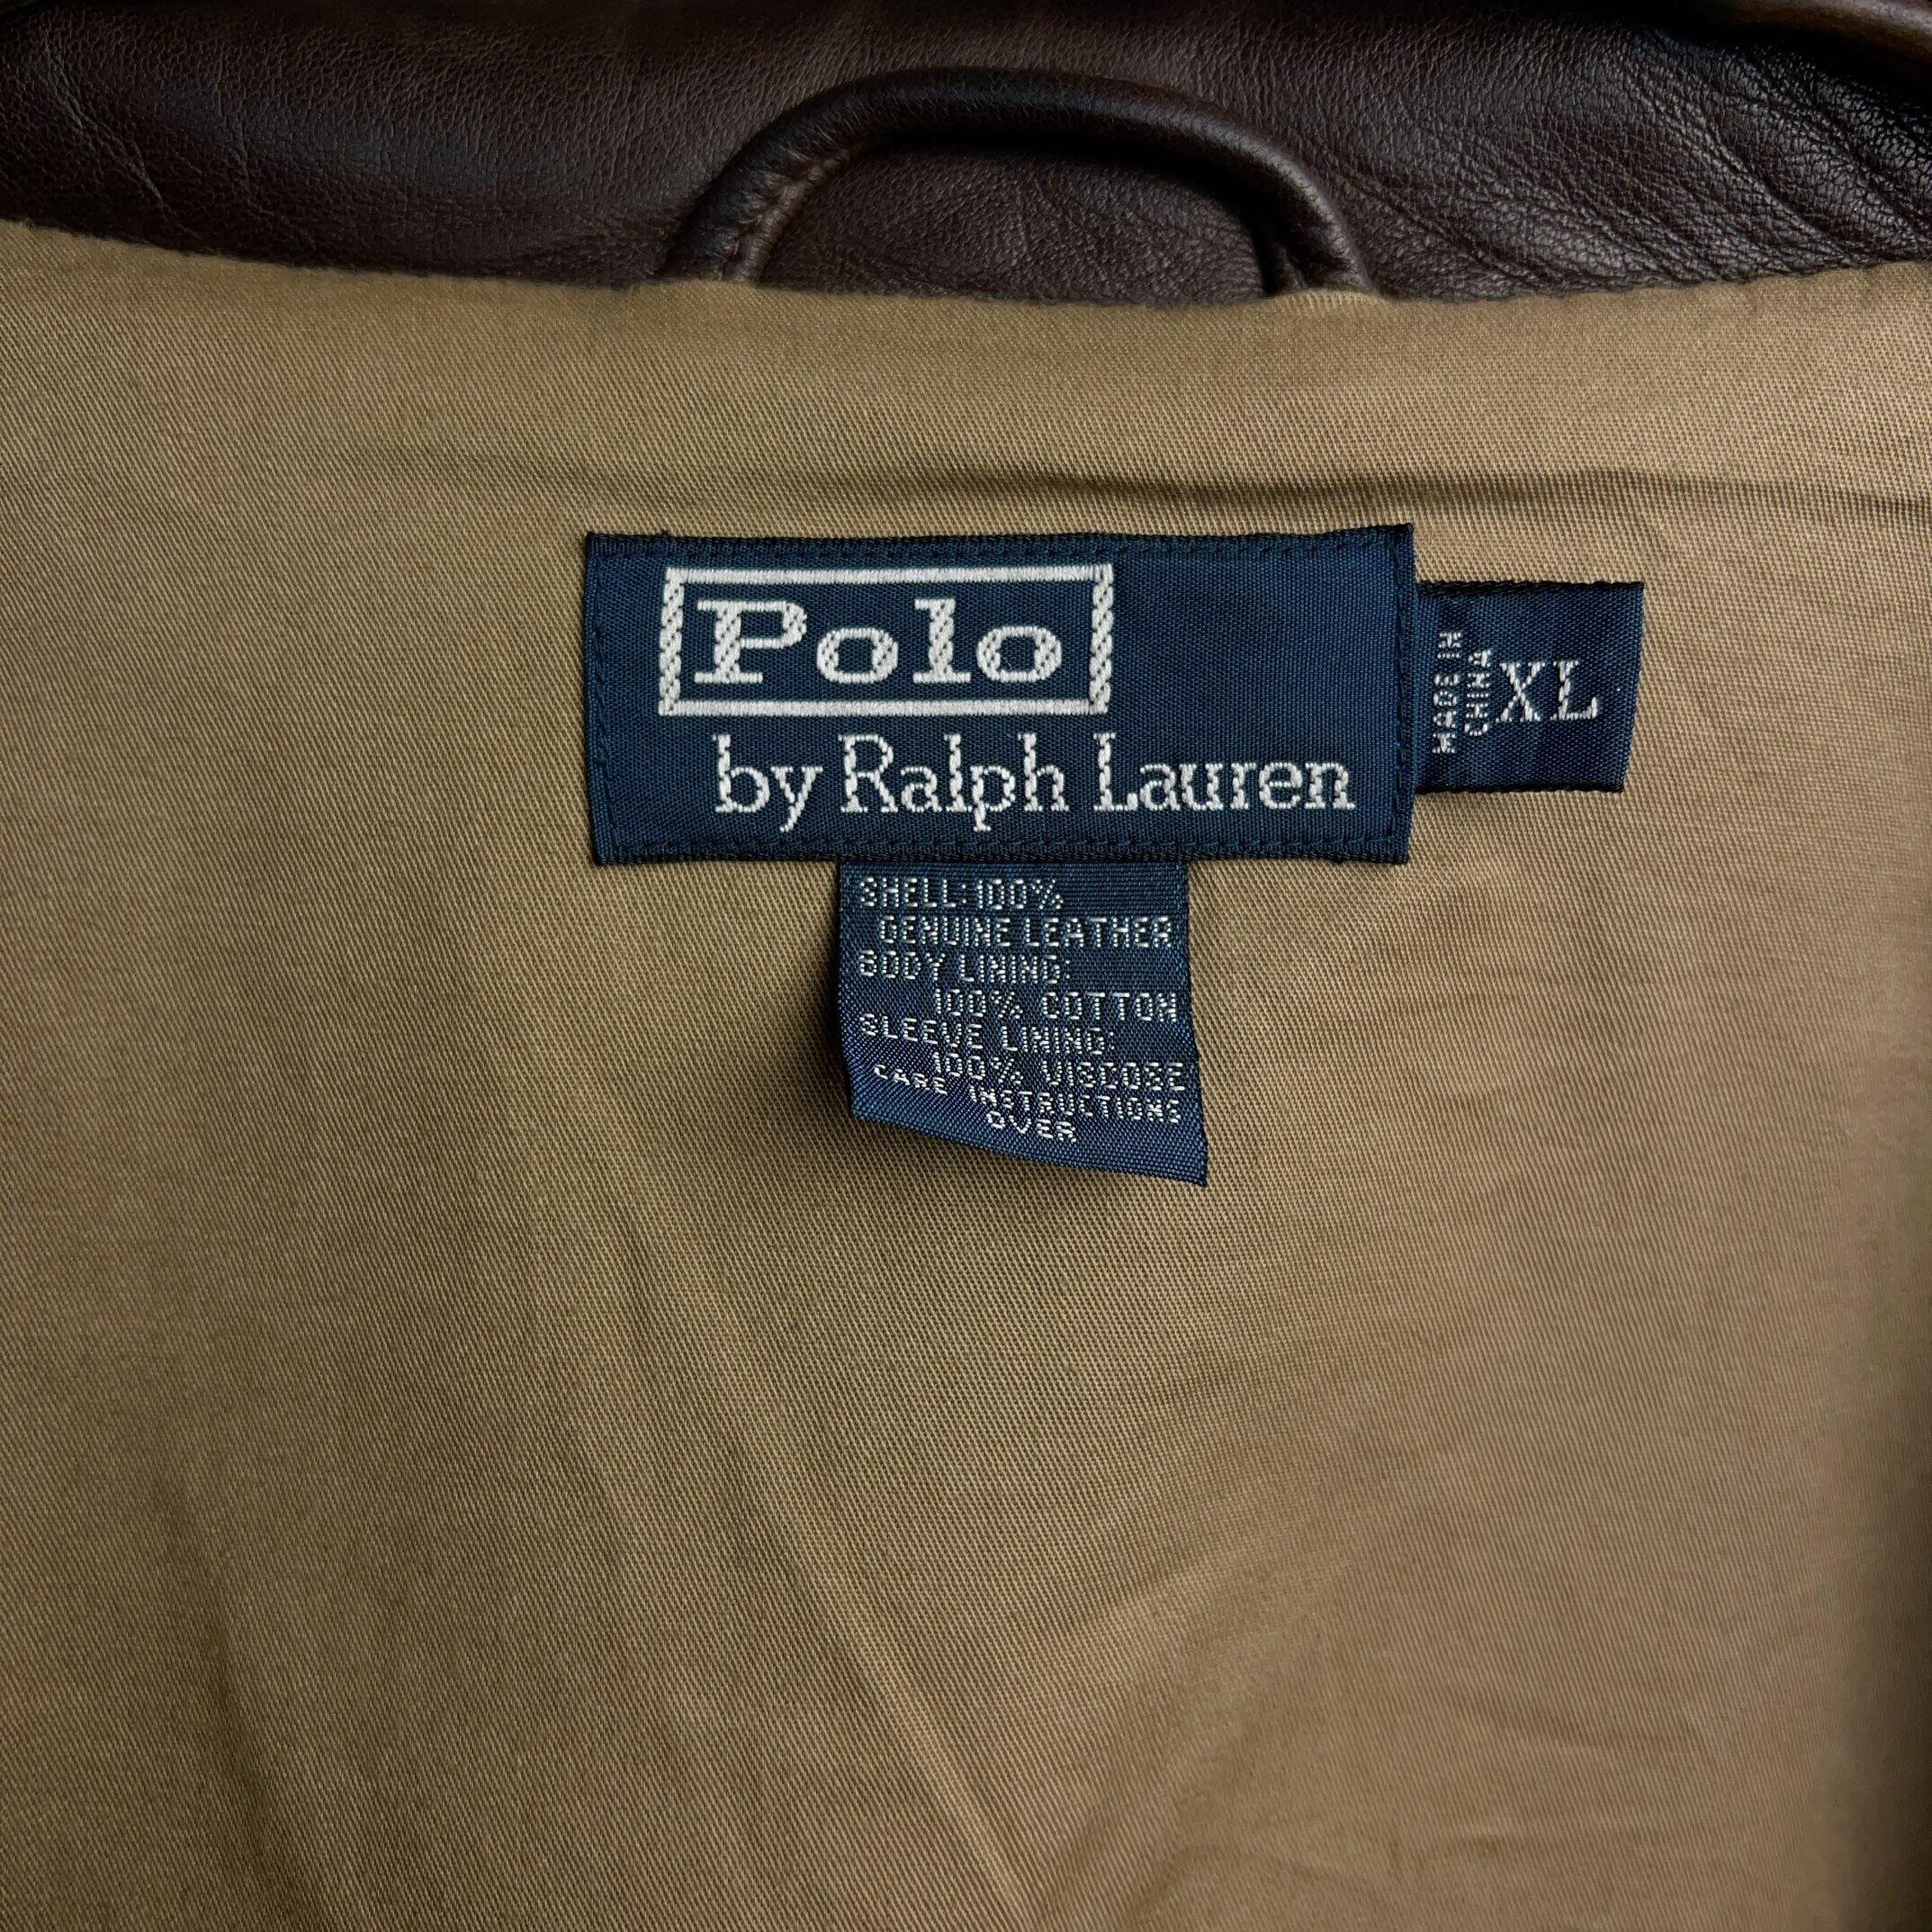 Polo
by Ralph Lauren
MADE IN
CHINA
XL
SHELL: 100%
GENUINE LEATHER
BODY LINING:
100% COTTON
SLEEVE LINING:
100% VISCOSE
CARE INSTRUCTIONS
OVER